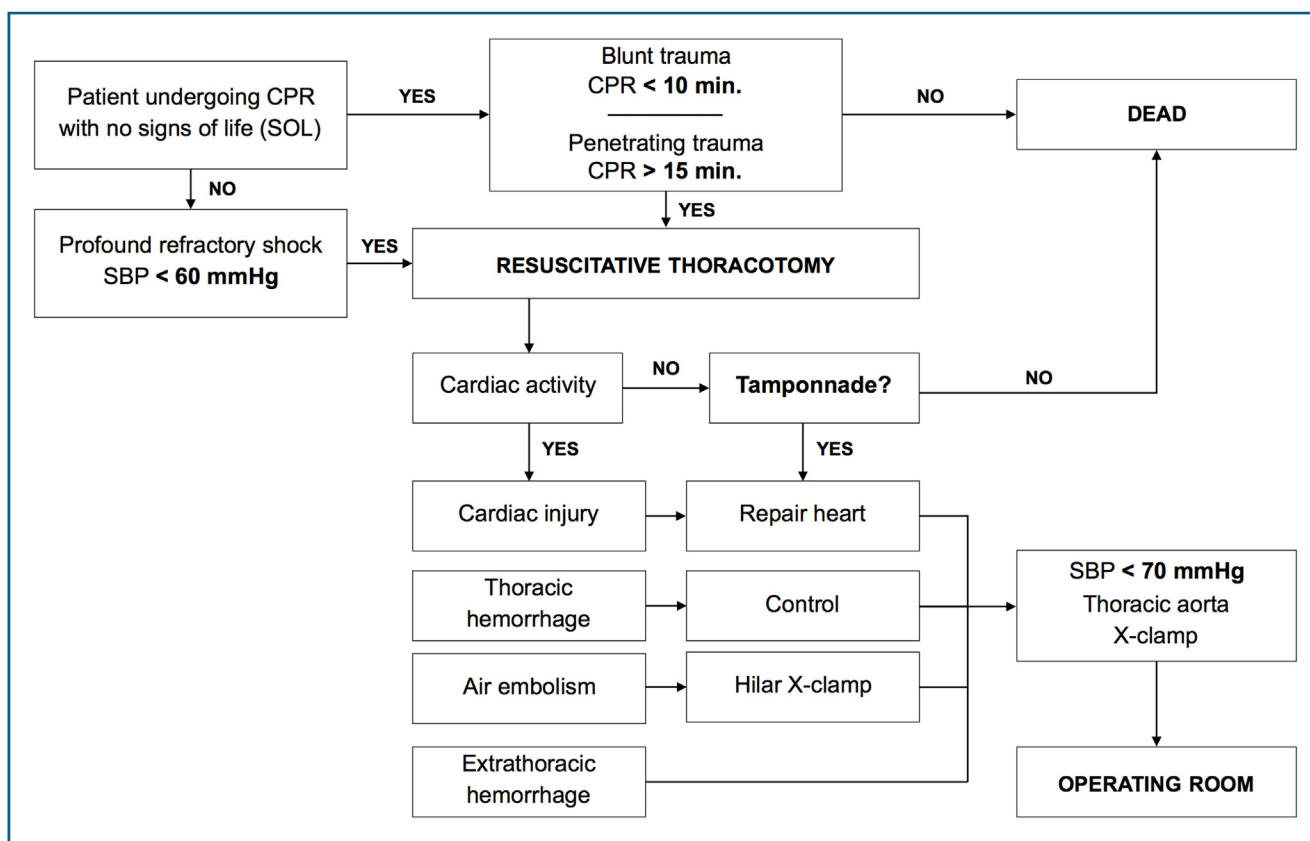 Patient undergoing CPR
with no signs of life (SOL)
YES
Blunt trauma
CPR < 10 min.
Penetrating trauma
CPR > 15 min.
NO
DEAD
NO
YES
Profound refractory shock
SBP < 60 mmHg
YES
RESUSCITATIVE THORACOTOMY
Cardiac activity
NO
Tamponnade?
NO
YES
YES
Cardiac injury
Repair heart
Thoracic
hemorrhage
Control
SBP < 70 mmHg
Thoracic aorta
X-clamp
Air embolism
Hilar X-clamp
Extrathoracic
hemorrhage
OPERATING ROOM